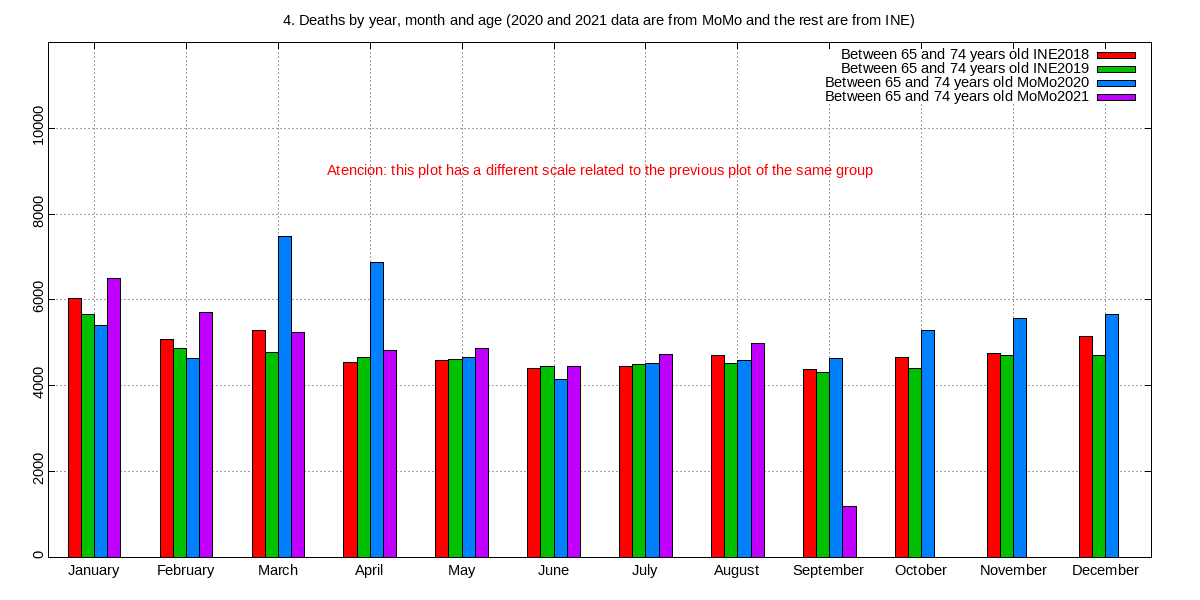 4. Deaths by year, month and age (2020 and 2021 data are from MoMo and the rest are from INE)
Between 65 and 74 years old INE2018
Between 65 and 74 years old INE2019
Between 65 and 74 years old MoMo2020
Between 65 and 74 years old MoMo2021
Atencion: this plot has a different scale related to the previous plot of the same group
10000
8000
6000
4000
2000
0
January February March April May June July August September October November December